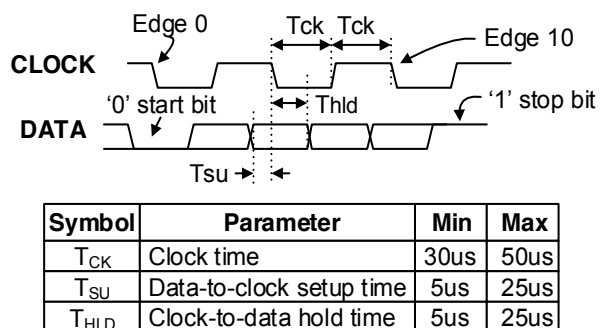 Edge 0
Tck Tck
Edge 10
CLOCK
'0' start bit
Thld
'1' stop bit
DATA
Tsu
Symbol Parameter Min Max
TCK Clock time 30us 50us
TSU Data-to-clock setup time 5us 25us
THLD Clock-to-data hold time 5us 25us